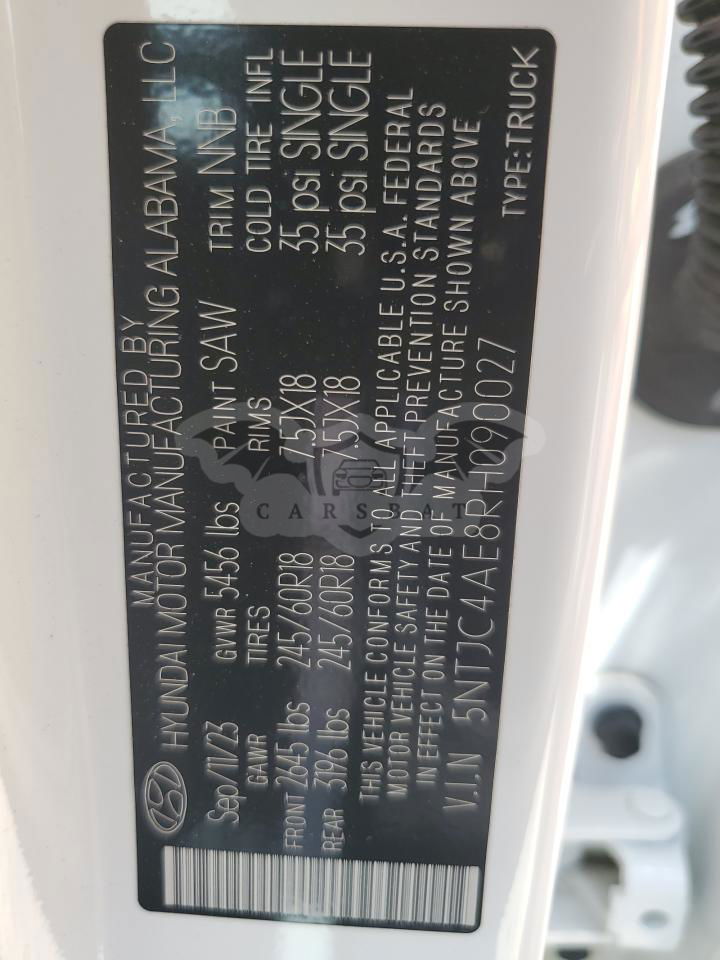 MANUFACTURED BY
HYUNDAI MOTOR MANUFACTURING ALABAMA, LLC
Sep/11/23 GVWR 5456 lbs PAINT SAW TRIM NNB
GAWR TIRES RIMS COLD TIRE INFL
FRONT 2645 lbs 245/60R18 7.5JX18 35 psi SINGLE
REAR 3196 lbs 245/60R18 7.5JX18 35 psi SINGLE
THIS VEHICLE CONFORMS TO ALL APPLICABLE U.S.A. FEDERAL
MOTOR VEHICLE SAFETY AND THEFT PREVENTION STANDARDS
IN EFFECT ON THE DATE OF MANUFACTURE SHOWN ABOVE
V.I.N 5NTJC4AE8RH090027 TYPE:TRUCK
CARSBAT